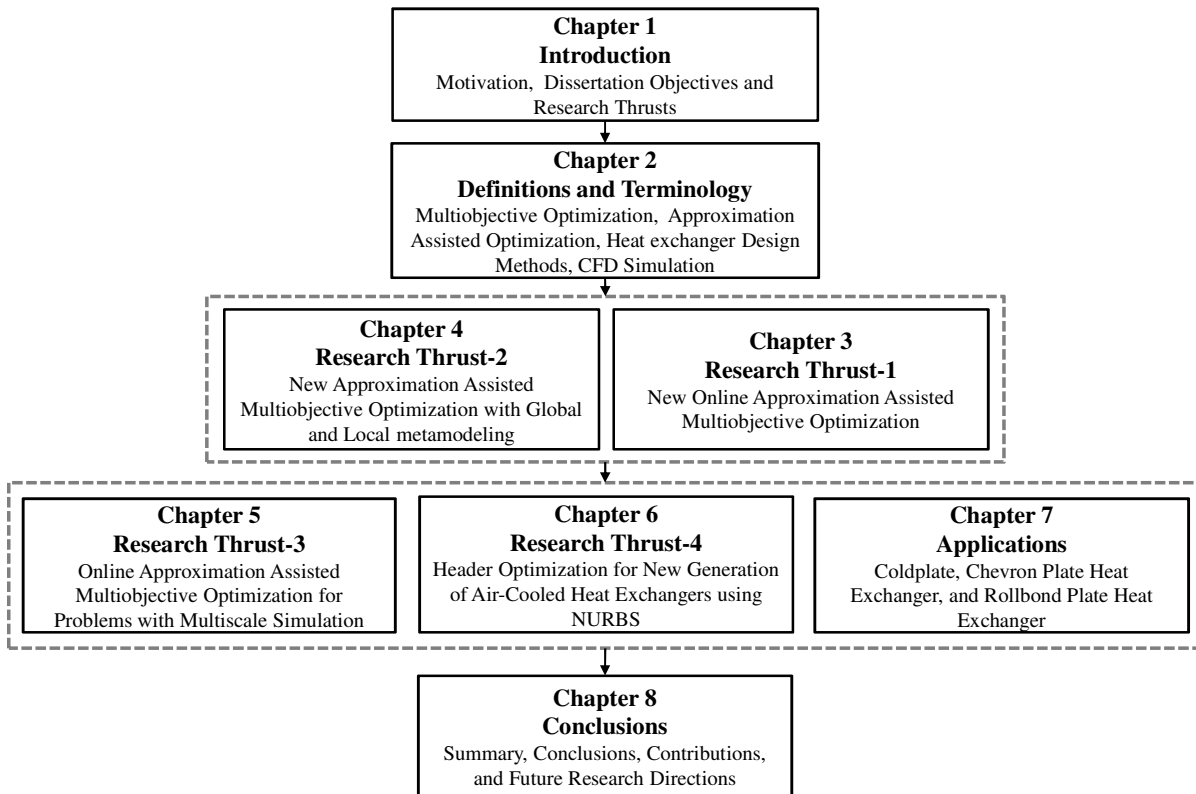 Chapter 1
Introduction
Motivation, Dissertation Objectives and
Research Thrusts
Chapter 2
Definitions and Terminology
Multiobjective Optimization, Approximation
Assisted Optimization, Heat exchanger Design
Methods, CFD Simulation
Chapter 4
Research Thrust-2
New Approximation Assisted
Multiobjective Optimization with Global
and Local metamodeling
Chapter 3
Research Thrust-1
New Online Approximation Assisted
Multiobjective Optimization
Chapter 5
Research Thrust-3
Online Approximation Assisted
Multiobjective Optimization for
Problems with Multiscale Simulation
Chapter 6
Research Thrust-4
Header Optimization for New Generation
of Air-Cooled Heat Exchangers using
NURBS
Chapter 7
Applications
Coldplate, Chevron Plate Heat
Exchanger, and Rollbond Plate Heat
Exchanger
Chapter 8
Conclusions
Summary, Conclusions, Contributions,
and Future Research Directions